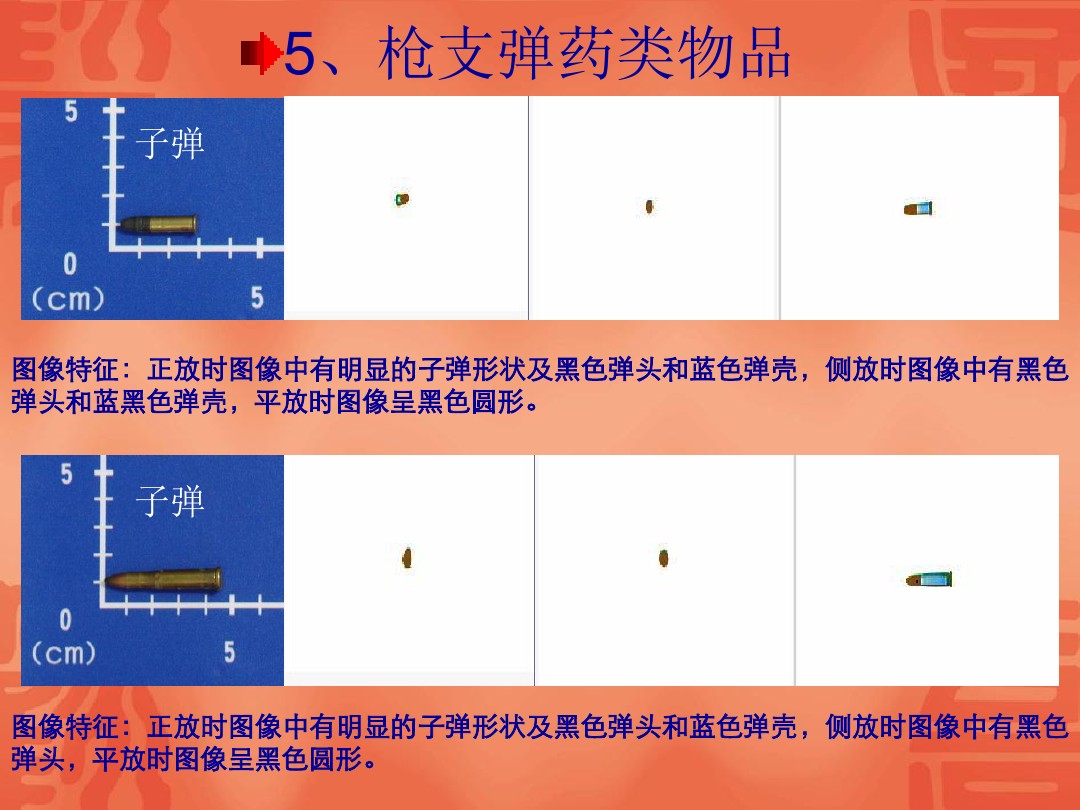 5、枪支弹药类物品
5
子弹
0
(cm)
5
图像特征：正放时图像中有明显的子弹形状及黑色弹头和蓝色弹壳，侧放时图像中有黑色
弹头和蓝黑色弹壳，平放时图像呈黑色圆形。
5
子弹
0
(cm)
5
图像特征：正放时图像中有明显的子弹形状及黑色弹头和蓝色弹壳，侧放时图像中有黑色
弹头，平放时图像呈黑色圆形。